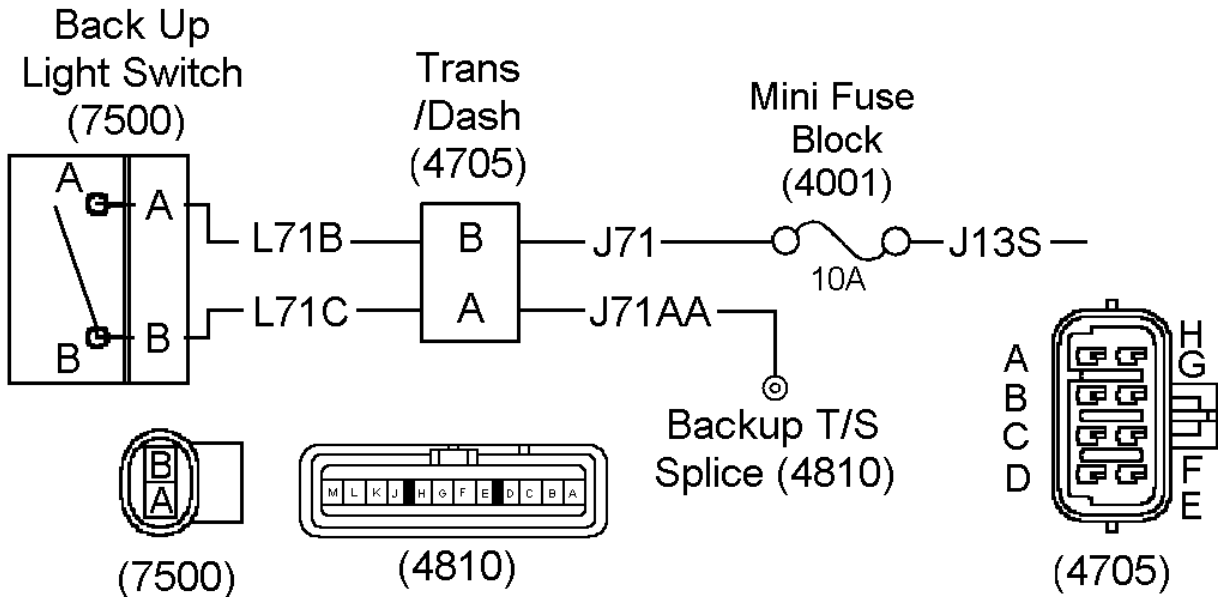 Back Up
Light Switch
(7500)
Trans
/Dash
(4705)
Mini Fuse
Block
(4001)
A A L71B B J71 10A J13S
B B L71C A J71AA
Backup T/S
Splice (4810)
B
A
(7500)
M L K J H G F E D C B A
(4810)
A H
G
B
C
D F
E
(4705)